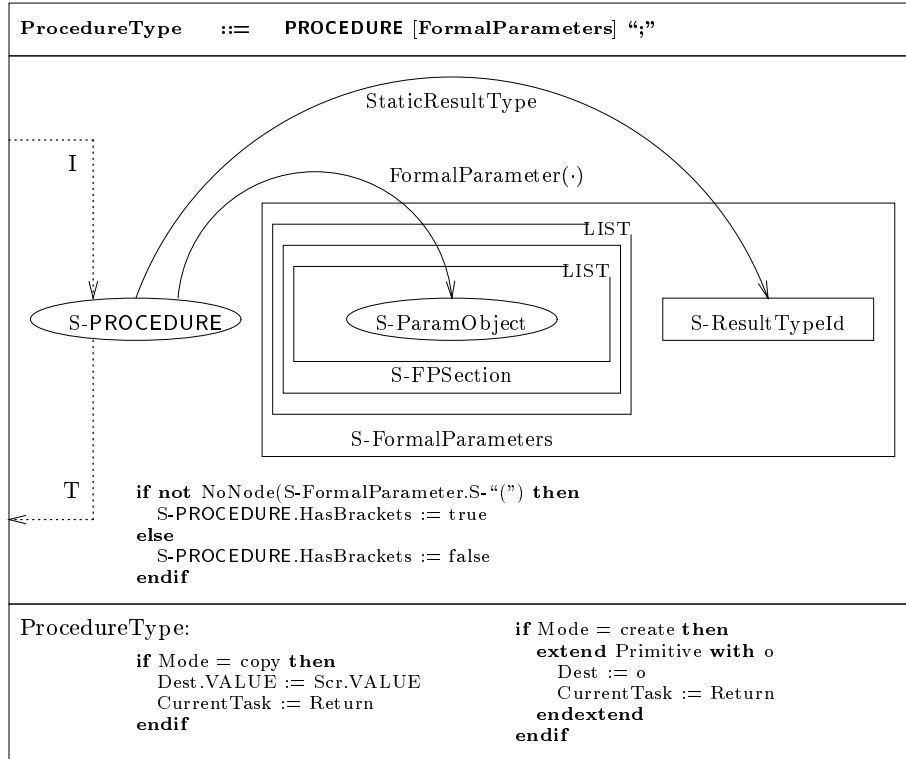 ProcedureType ::= PROCEDURE [FormalParameters] “;”
StaticResultType
I
FormalParameter(·)
LIST
LIST
S-PROCEDURE
S-ParamObject
S-ResultTypeId
S-FPSection
S-FormalParameters
T
if not NoNode(S-FormalParameter.S-“(”) then
S-PROCEDURE.HasBrackets := true
else
S-PROCEDURE.HasBrackets := false
endif
ProcedureType:
if Mode = copy then
Dest.VALUE := Scr.VALUE
CurrentTask := Return
endif
if Mode = create then
extend Primitive with o
Dest := o
CurrentTask := Return
endextend
endif